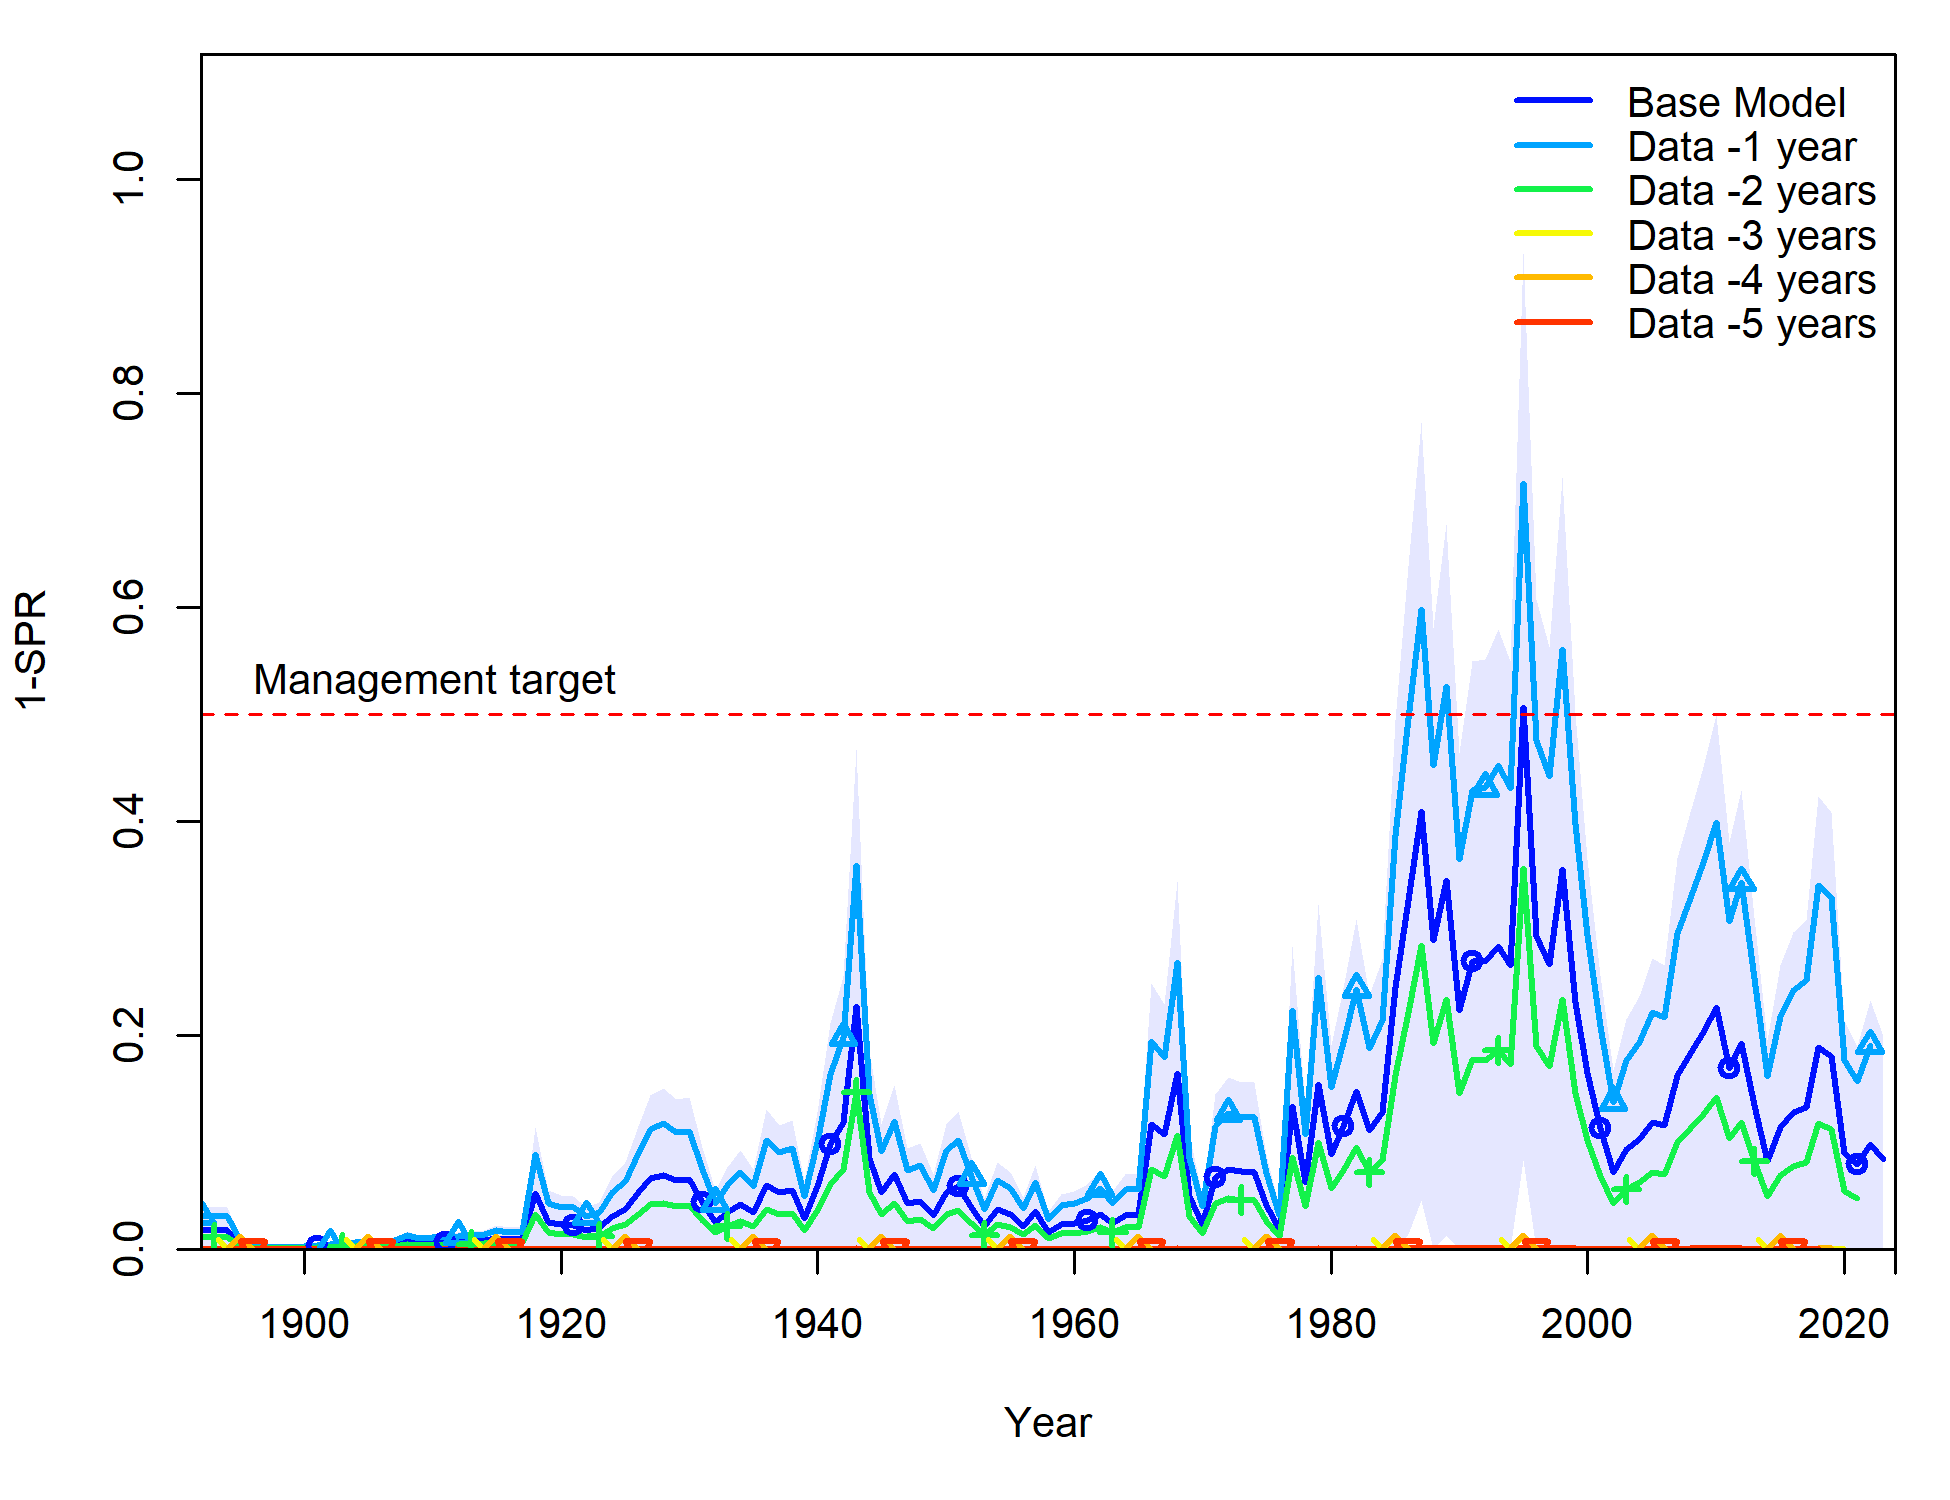 Base Model
Data -1 year
Data -2 years
Data -3 years
Data -4 years
Data -5 years
Management target
1-SPR
1.0
0.8
0.6
0.4
0.2
0.0
1900 1920 1940 1960 1980 2000 2020
Year